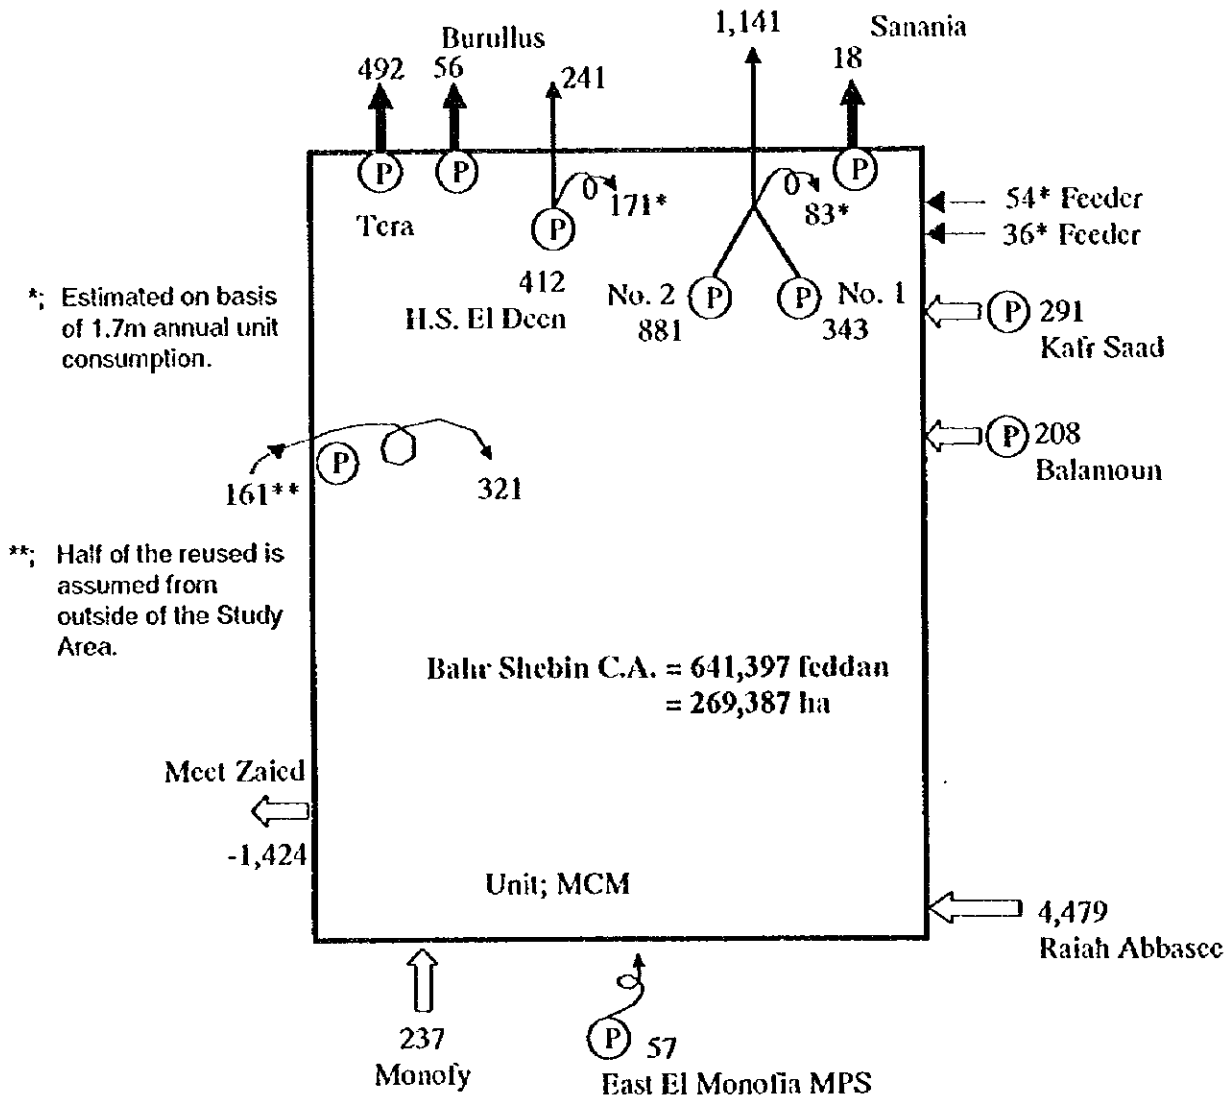 1,141
Sanania
Burullus
492
56
241
18
P
P
P
171*
83*
54* Feeder
Tera
P
36* Feeder
412
No. 2
P
P
No. 1
P
291
*; Estimated on basis
H.S. El Deen
881
343
Kafr Saad
of 1.7m annual unit
consumption.
P
208
P
Balamoun
161**
321
**; Half of the reused is
assumed from
outside of the Study
Area.
Bahr Shebin C.A. = 641,397 feddan
= 269,387 ha
Meet Zaied
-1,424
Unit; MCM
4,479
Raiah Abbasee
237
P
57
Monofy
East El Monofia MPS